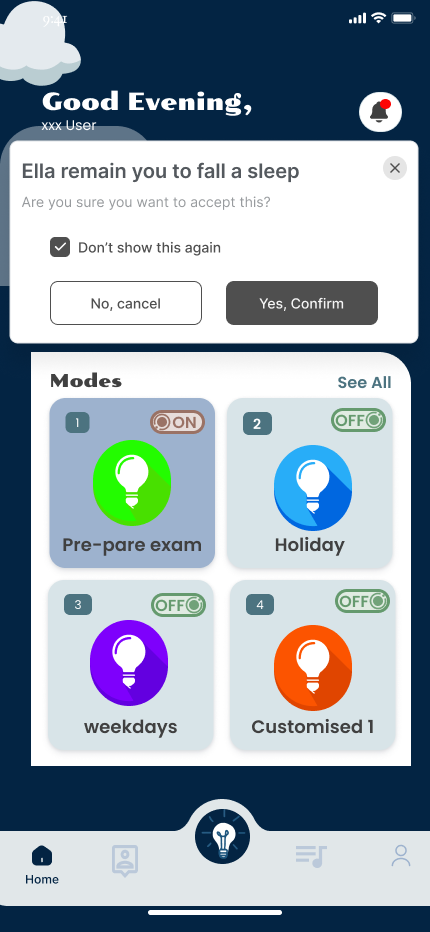 9:41
Good Evening,
xxx User
Ella remain you to fall a sleep
Are you sure you want to accept this?
Don't show this again
No, cancel
Yes, Confirm
Modes
See All
1
ON
2
OFF
Pre-pare exam
Holiday
3
OFF
4
OFF
weekdays
Customised 1
Home